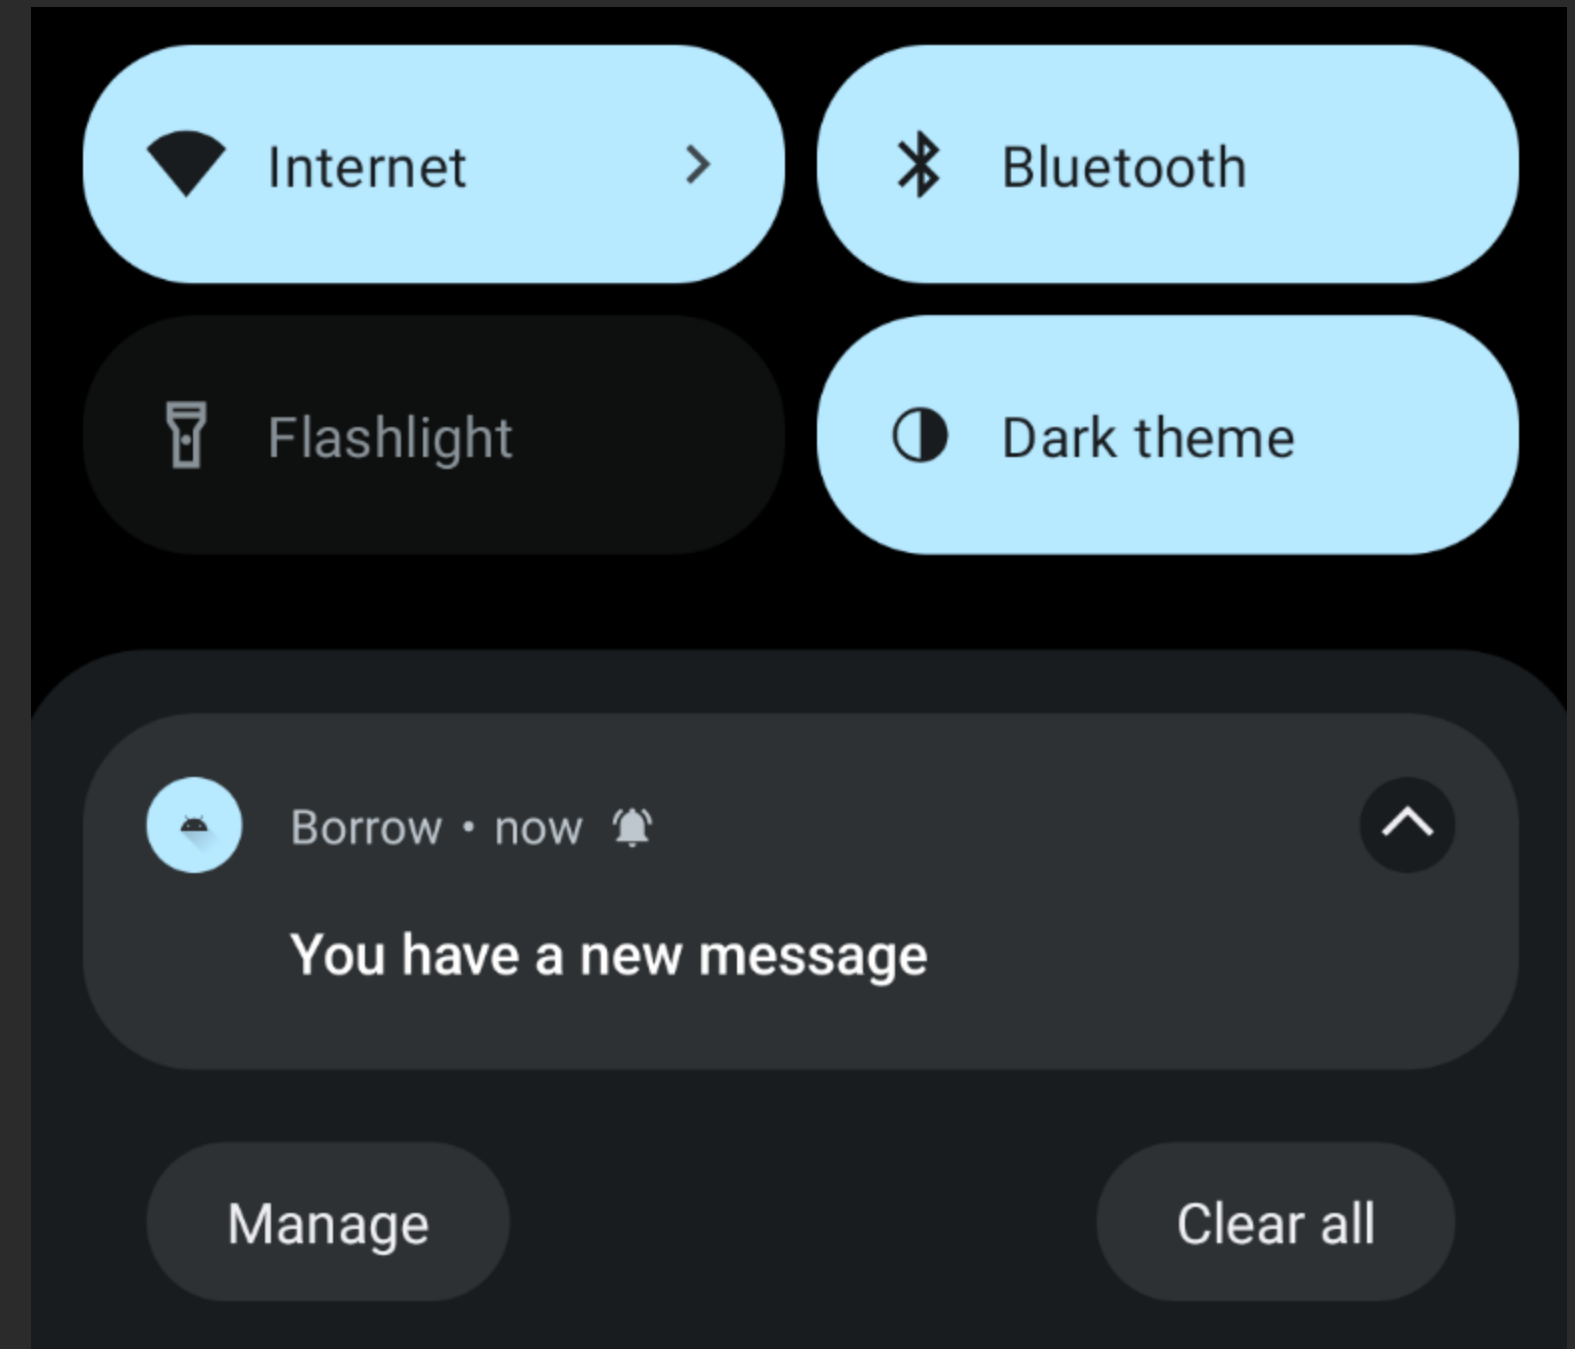 Internet
Bluetooth
Flashlight
Dark theme
Borrow • now
You have a new message
Manage
Clear all